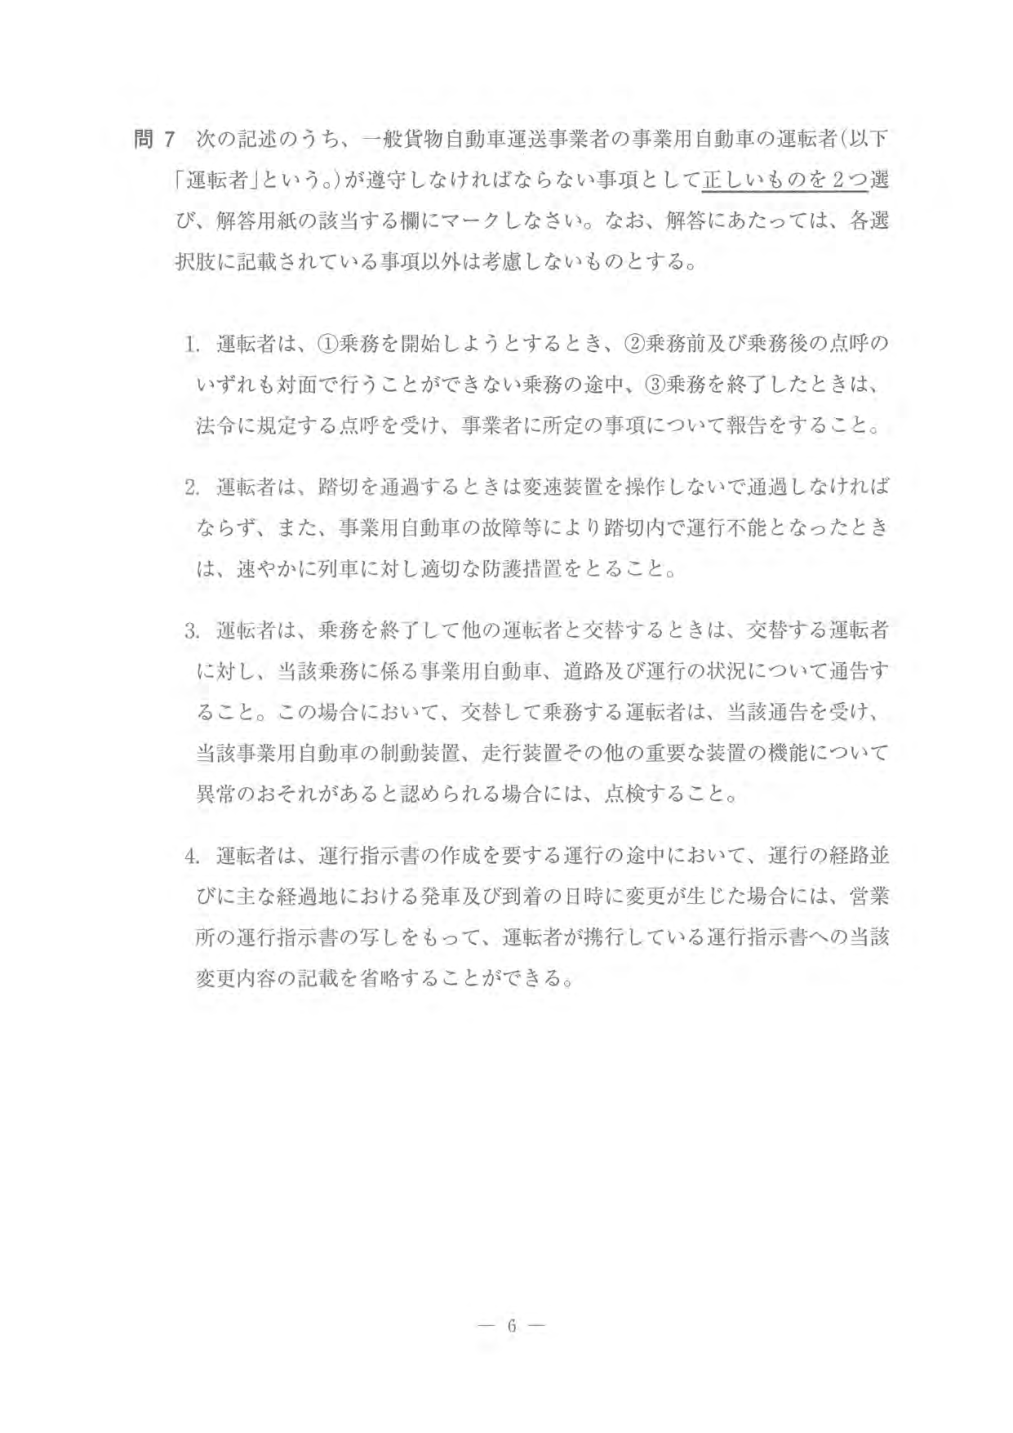 問 7 次の記述のうち、一般貨物自動車運送事業者の事業用自動車の運転者(以下
「運転者」という。)が遵守しなければならない事項として正しいものを2つ選
び、解答用紙の該当する欄にマークしなさい。なお、解答にあたっては、各選
択肢に記載されている事項以外は考慮しないものとする。
1. 運転者は、①乗務を開始しようとするとき、②乗務前及び乗務後の点呼の
いずれも対面で行うことができない乗務の途中、③乗務を終了したときは、
法令に規定する点呼を受け、事業者に所定の事項について報告をすること。
2. 運転者は、踏切を通過するときは変速装置を操作しないで通過しなければ
ならず、また、事業用自動車の故障等により踏切内で運行不能となったとき
は、速やかに列車に対し適切な防護措置をとること。
3. 運転者は、乗務を終了して他の運転者と交替するときは、交替する運転者
に対し、当該乗務に係る事業用自動車、道路及び運行の状況について通告す
ること。この場合において、交替して乗務する運転者は、当該通告を受け、
当該事業用自動車の制動装置、走行装置その他の重要な装置の機能について
異常のおそれがあると認められる場合には、点検すること。
4. 運転者は、運行指示書の作成を要する運行の途中において、運行の経路並
びに主な経過地における発車及び到着の日時に変更が生じた場合には、営業
所の運行指示書の写しをもって、運転者が携行している運行指示書への当該
変更内容の記載を省略することができる。
— 6 —